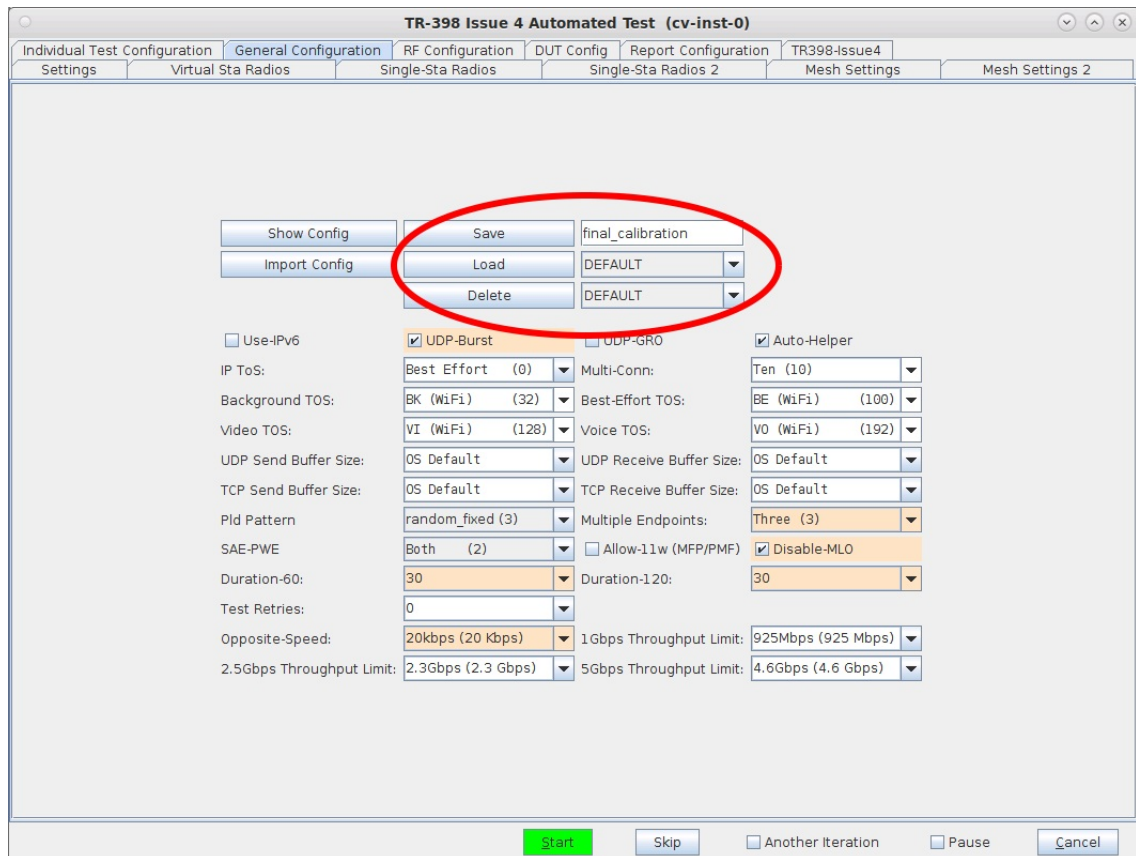 TR-398 Issue 4 Automated Test (cv-inst-0)
Individual Test Configuration General Configuration RF Configuration DUT Config Report Configuration TR398-Issue4
Settings Virtual Sta Radios Single-Sta Radios Single-Sta Radios 2 Mesh Settings Mesh Settings 2
Show Config Save final_calibration
Import Config Load DEFAULT
Delete DEFAULT
Use-IPv6 UDP-Burst UDP-GRO Auto-Helper
IP ToS: Best Effort (0) Multi-Conn: Ten (10)
Background TOS: BK (WiFi) (32) Best-Effort TOS: BE (WiFi) (100)
Video TOS: VI (WiFi) (128) Voice TOS: VO (WiFi) (192)
UDP Send Buffer Size: OS Default UDP Receive Buffer Size: OS Default
TCP Send Buffer Size: OS Default TCP Receive Buffer Size: OS Default
Pld Pattern random_fixed (3) Multiple Endpoints: Three (3)
SAE-PWE Both (2) Allow-11w (MFP/PMF) Disable-MLO
Duration-60: 30 Duration-120: 30
Test Retries: 0
Opposite-Speed: 20kbps (20 Kbps) 1Gbps Throughput Limit: 925Mbps (925 Mbps)
2.5Gbps Throughput Limit: 2.3Gbps (2.3 Gbps) 5Gbps Throughput Limit: 4.6Gbps (4.6 Gbps)
Start Skip Another Iteration Pause Cancel